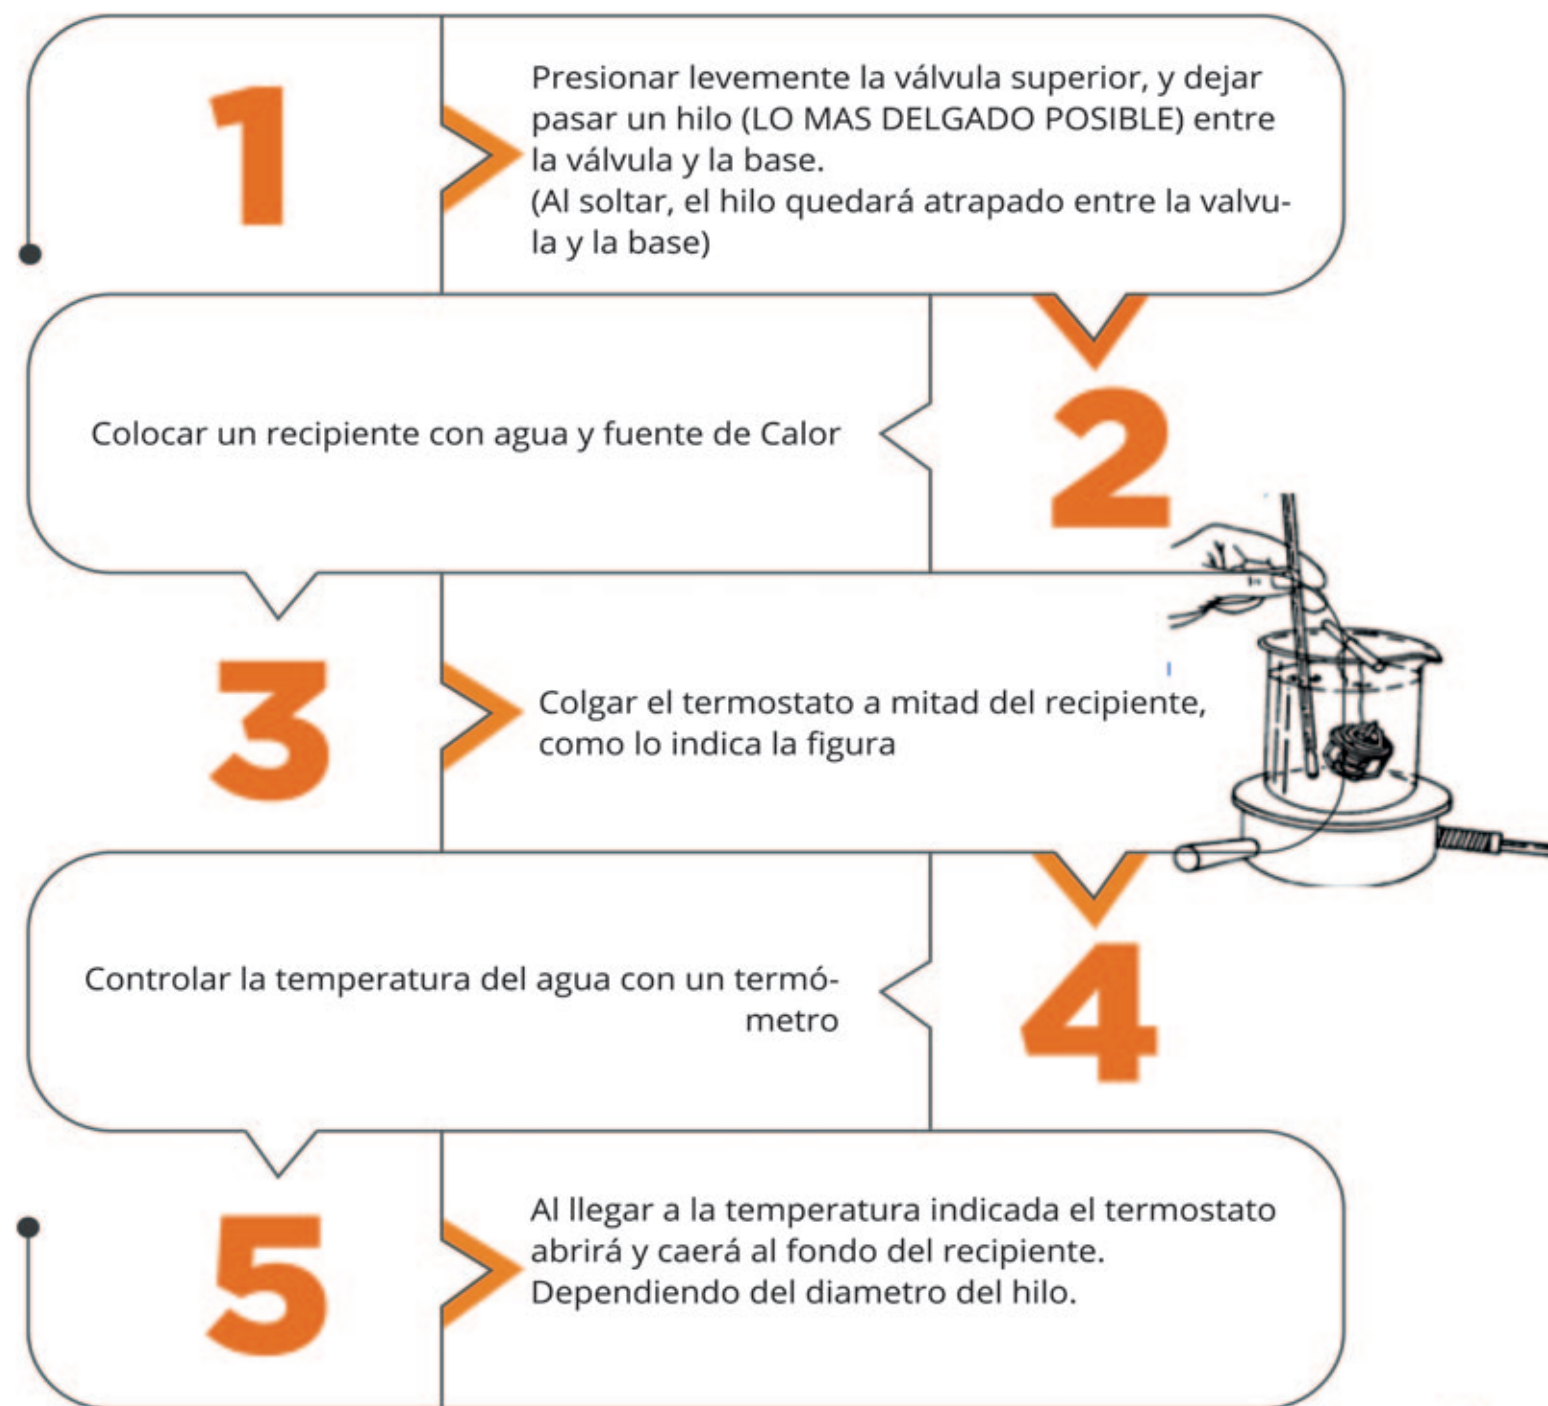 1
Presionar levemente la válvula superior, y dejar
pasar un hilo (LO MAS DELGADO POSIBLE) entre
la válvula y la base.
(Al soltar, el hilo quedará atrapado entre la valvu-
la y la base)
2
Colocar un recipiente con agua y fuente de Calor
3
Colgar el termostato a mitad del recipiente,
como lo indica la figura
4
Controlar la temperatura del agua con un termó-
metro
5
Al llegar a la temperatura indicada el termostato
abrirá y caerá al fondo del recipiente.
Dependiendo del diametro del hilo.